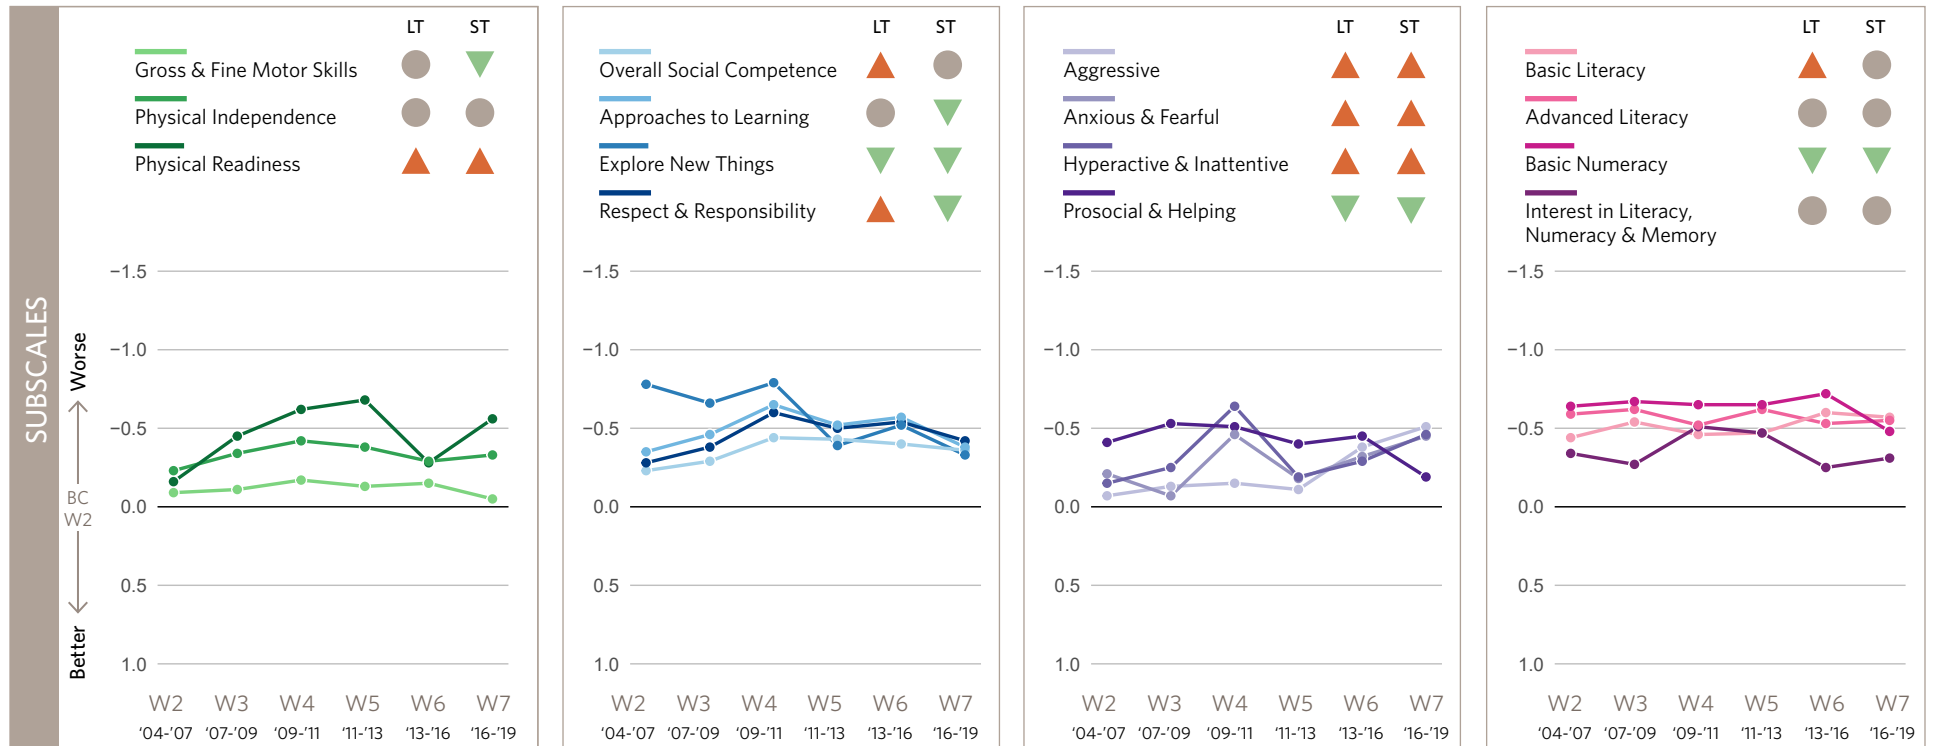 SUBSCALES
Worse
BC
W2
Better
LT ST
Gross & Fine Motor Skills
Physical Independence
Physical Readiness
−1.5
−1.0
−0.5
0.0
0.5
1.0
W2 W3 W4 W5 W6 W7
‘04-’07 ‘07-’09 ‘09-’11 ‘11-’13 ‘13-’16 ‘16-’19
LT ST
Overall Social Competence
Approaches to Learning
Explore New Things
Respect & Responsibility
−1.5
−1.0
−0.5
0.0
0.5
1.0
W2 W3 W4 W5 W6 W7
‘04-’07 ‘07-’09 ‘09-’11 ‘11-’13 ‘13-’16 ‘16-’19
LT ST
Aggressive
Anxious & Fearful
Hyperactive & Inattentive
Prosocial & Helping
−1.5
−1.0
−0.5
0.0
0.5
1.0
W2 W3 W4 W5 W6 W7
‘04-’07 ‘07-’09 ‘09-’11 ‘11-’13 ‘13-’16 ‘16-’19
LT ST
Basic Literacy
Advanced Literacy
Basic Numeracy
Interest in Literacy,
Numeracy & Memory
−1.5
−1.0
−0.5
0.0
0.5
1.0
W2 W3 W4 W5 W6 W7
‘04-’07 ‘07-’09 ‘09-’11 ‘11-’13 ‘13-’16 ‘16-’19